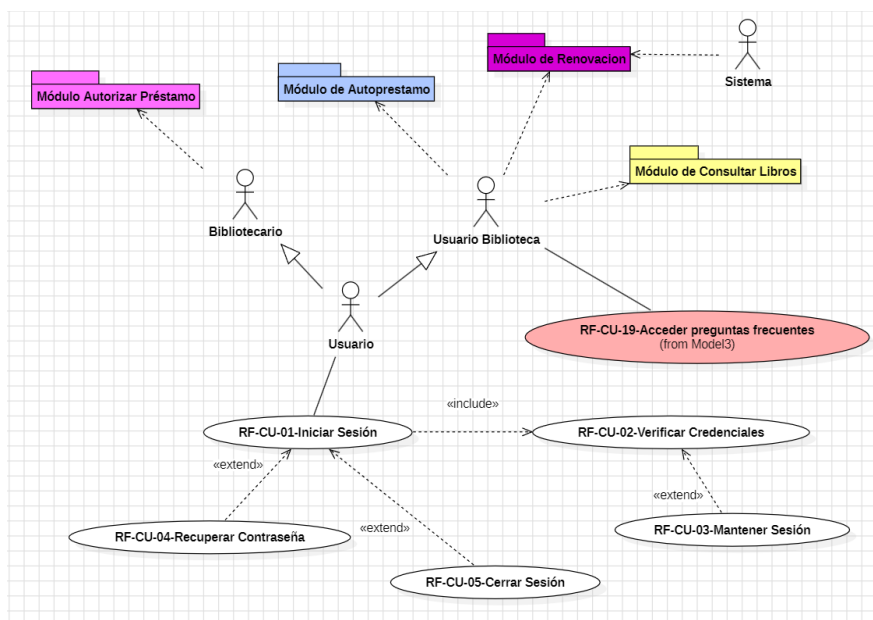 Sistema
Módulo de Renovacion
Módulo de Autoprestamo
Módulo Autorizar Préstamo
Módulo de Consultar Libros
Bibliotecario
Usuario Biblioteca
RF-CU-19-Acceder preguntas frecuentes
(from Model3)
Usuario
«include»
RF-CU-01-Iniciar Sesión
RF-CU-02-Verificar Credenciales
«extend»
«extend»
«extend»
RF-CU-04-Recuperar Contraseña
RF-CU-03-Mantener Sesión
RF-CU-05-Cerrar Sesión